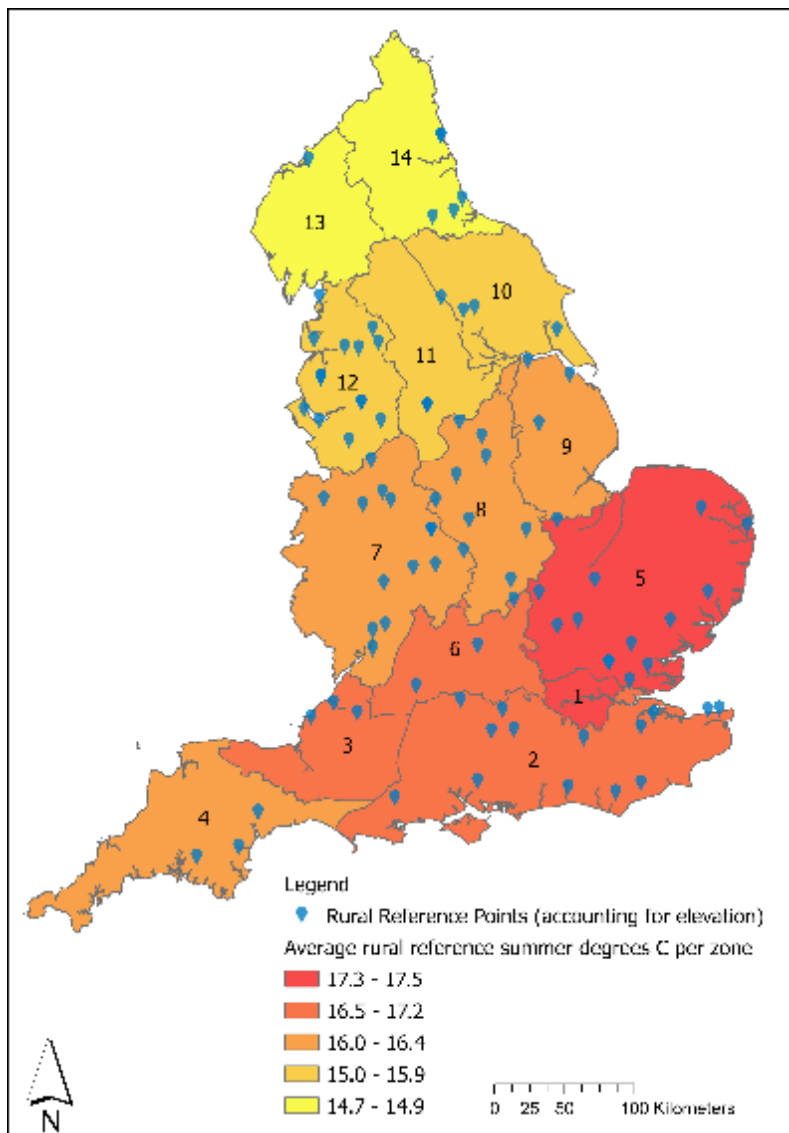 14
13
10
11
12
9
8
7
5
6
1
3
2
4
Legend
Rural Reference Points (accounting for elevation)
Average rural reference summer degrees C per zone
17.3 - 17.5
16.5 - 17.2
16.0 - 16.4
15.0 - 15.9
14.7 - 14.9
N
0 25 50 100 Kilometers